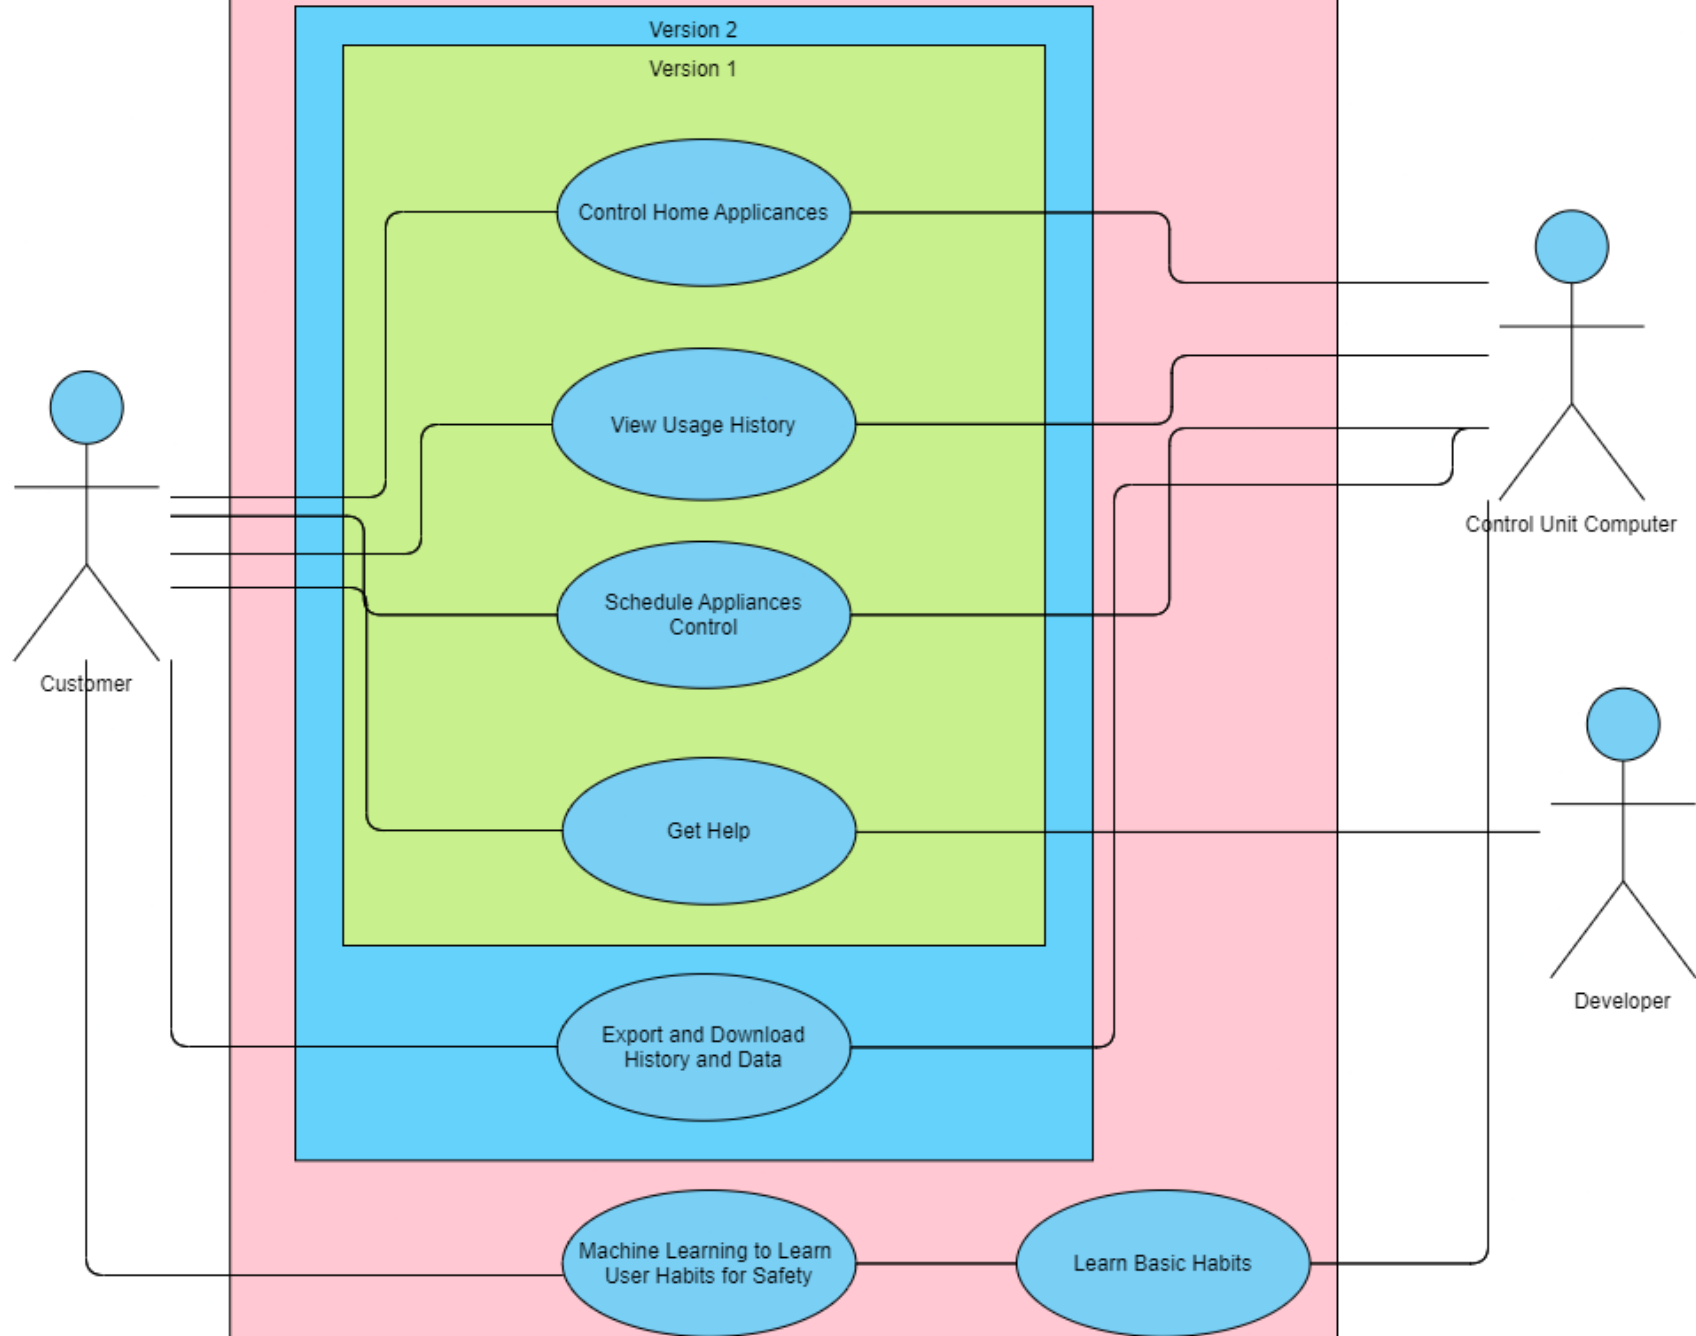 Version 2
Version 1
Control Home Applicances
View Usage History
Schedule Appliances
Control
Customer
Control Unit Computer
Get Help
Developer
Export and Download
History and Data
Machine Learning to Learn
User Habits for Safety
Learn Basic Habits